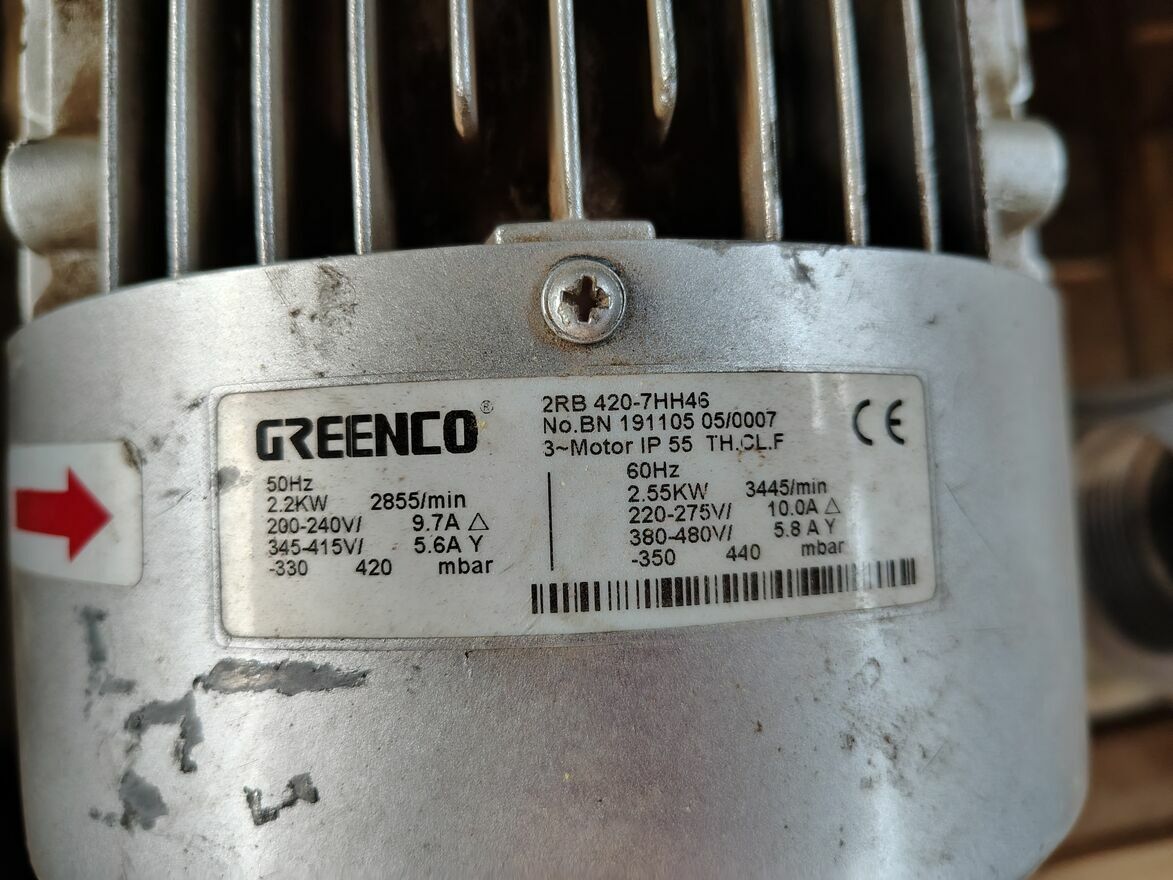 GREENCO ®
2RB 420-7HH46
No.BN 191105 05/0007
3~Motor IP 55 TH.CL.F
CE
50Hz
2.2KW 2855/min
200-240V/ 9.7A △
345-415V/ 5.6A Y
-330 420 mbar
60Hz
2.55KW 3445/min
220-275V/ 10.0A △
380-480V/ 5.8 A Y
-350 440 mbar